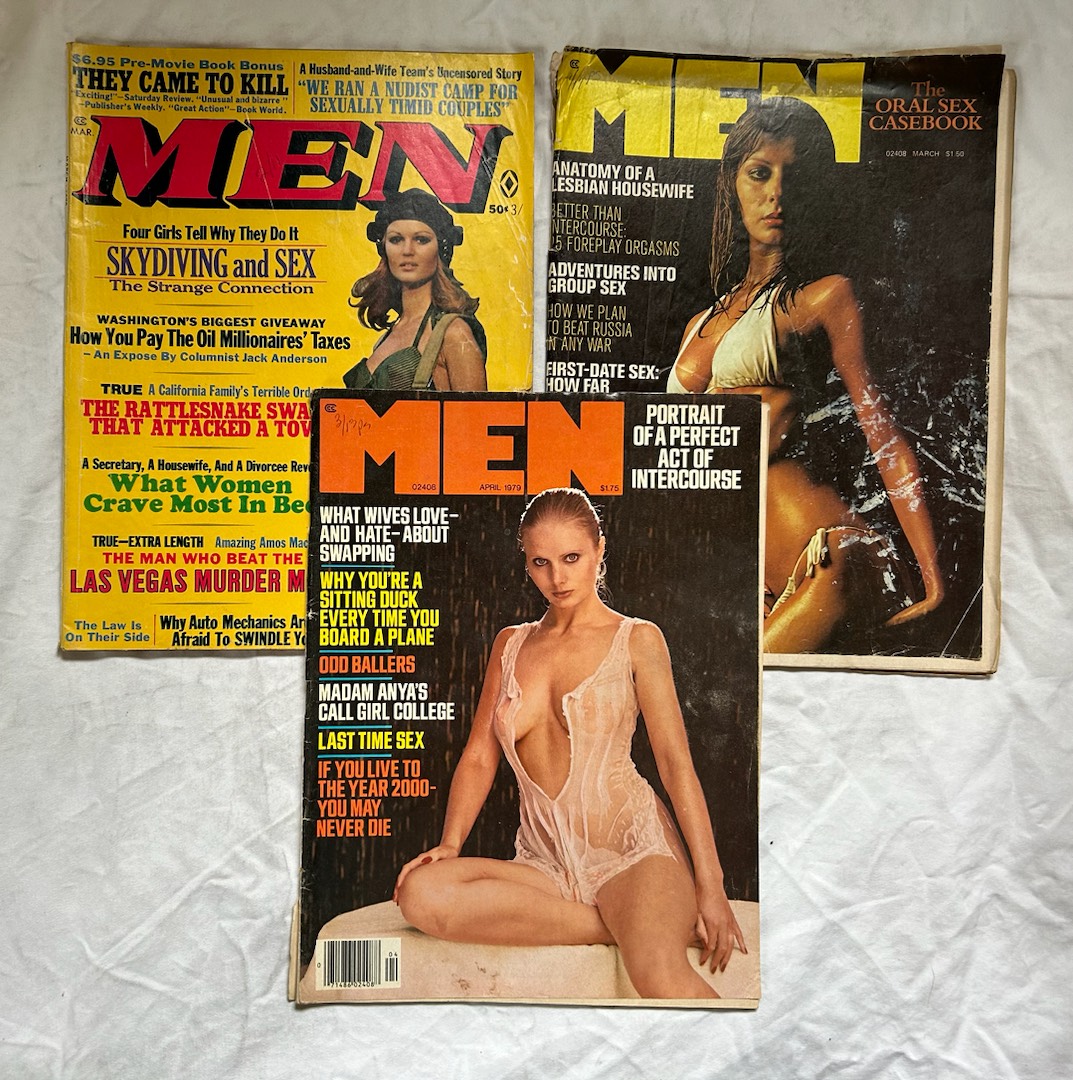 $6.95 Pre-Movie Book Bonus
THEY CAME TO KILL
"Exciting!"—Saturday Review. "Unusual and bizarre"
—Publisher's Weekly. "Great Action"—Book World.
A Husband-and-Wife Team's Uncensored Story
"WE RAN A NUDIST CAMP FOR
SEXUALLY TIMID COUPLES"
CC
MAR.
MEN
50¢
3/
Four Girls Tell Why They Do It
SKYDIVING and SEX
The Strange Connection
WASHINGTON'S BIGGEST GIVEAWAY
How You Pay The Oil Millionaires' Taxes
– An Expose By Columnist Jack Anderson
TRUE A California Family's Terrible Ord
THE RATTLESNAKE SWA
THAT ATTACKED A TOW
A Secretary, A Housewife, And A Divorcee Reve
What Women
Crave Most In Bed
TRUE—EXTRA LENGTH Amazing Amos Mac
THE MAN WHO BEAT THE
LAS VEGAS MURDER M
The Law Is
On Their Side
Why Auto Mechanics Ar
Afraid To SWINDLE Yo
CC
MEN
The
ORAL SEX
CASEBOOK
02408 MARCH $1.50
ANATOMY OF A
LESBIAN HOUSEWIFE
BETTER THAN
INTERCOURSE:
25 FOREPLAY ORGASMS
ADVENTURES INTO
GROUP SEX
HOW WE PLAN
TO BEAT RUSSIA
IN ANY WAR
FIRST-DATE SEX:
HOW FAR
CC
MEN
02408 APRIL 1979 $1.75
PORTRAIT
OF A PERFECT
ACT OF
INTERCOURSE
WHAT WIVES LOVE–
AND HATE–ABOUT
SWAPPING
WHY YOU'RE A
SITTING DUCK
EVERY TIME YOU
BOARD A PLANE
ODD BALLERS
MADAM ANYA'S
CALL GIRL COLLEGE
LAST TIME SEX
IF YOU LIVE TO
THE YEAR 2000–
YOU MAY
NEVER DIE
04
0 71486 02408